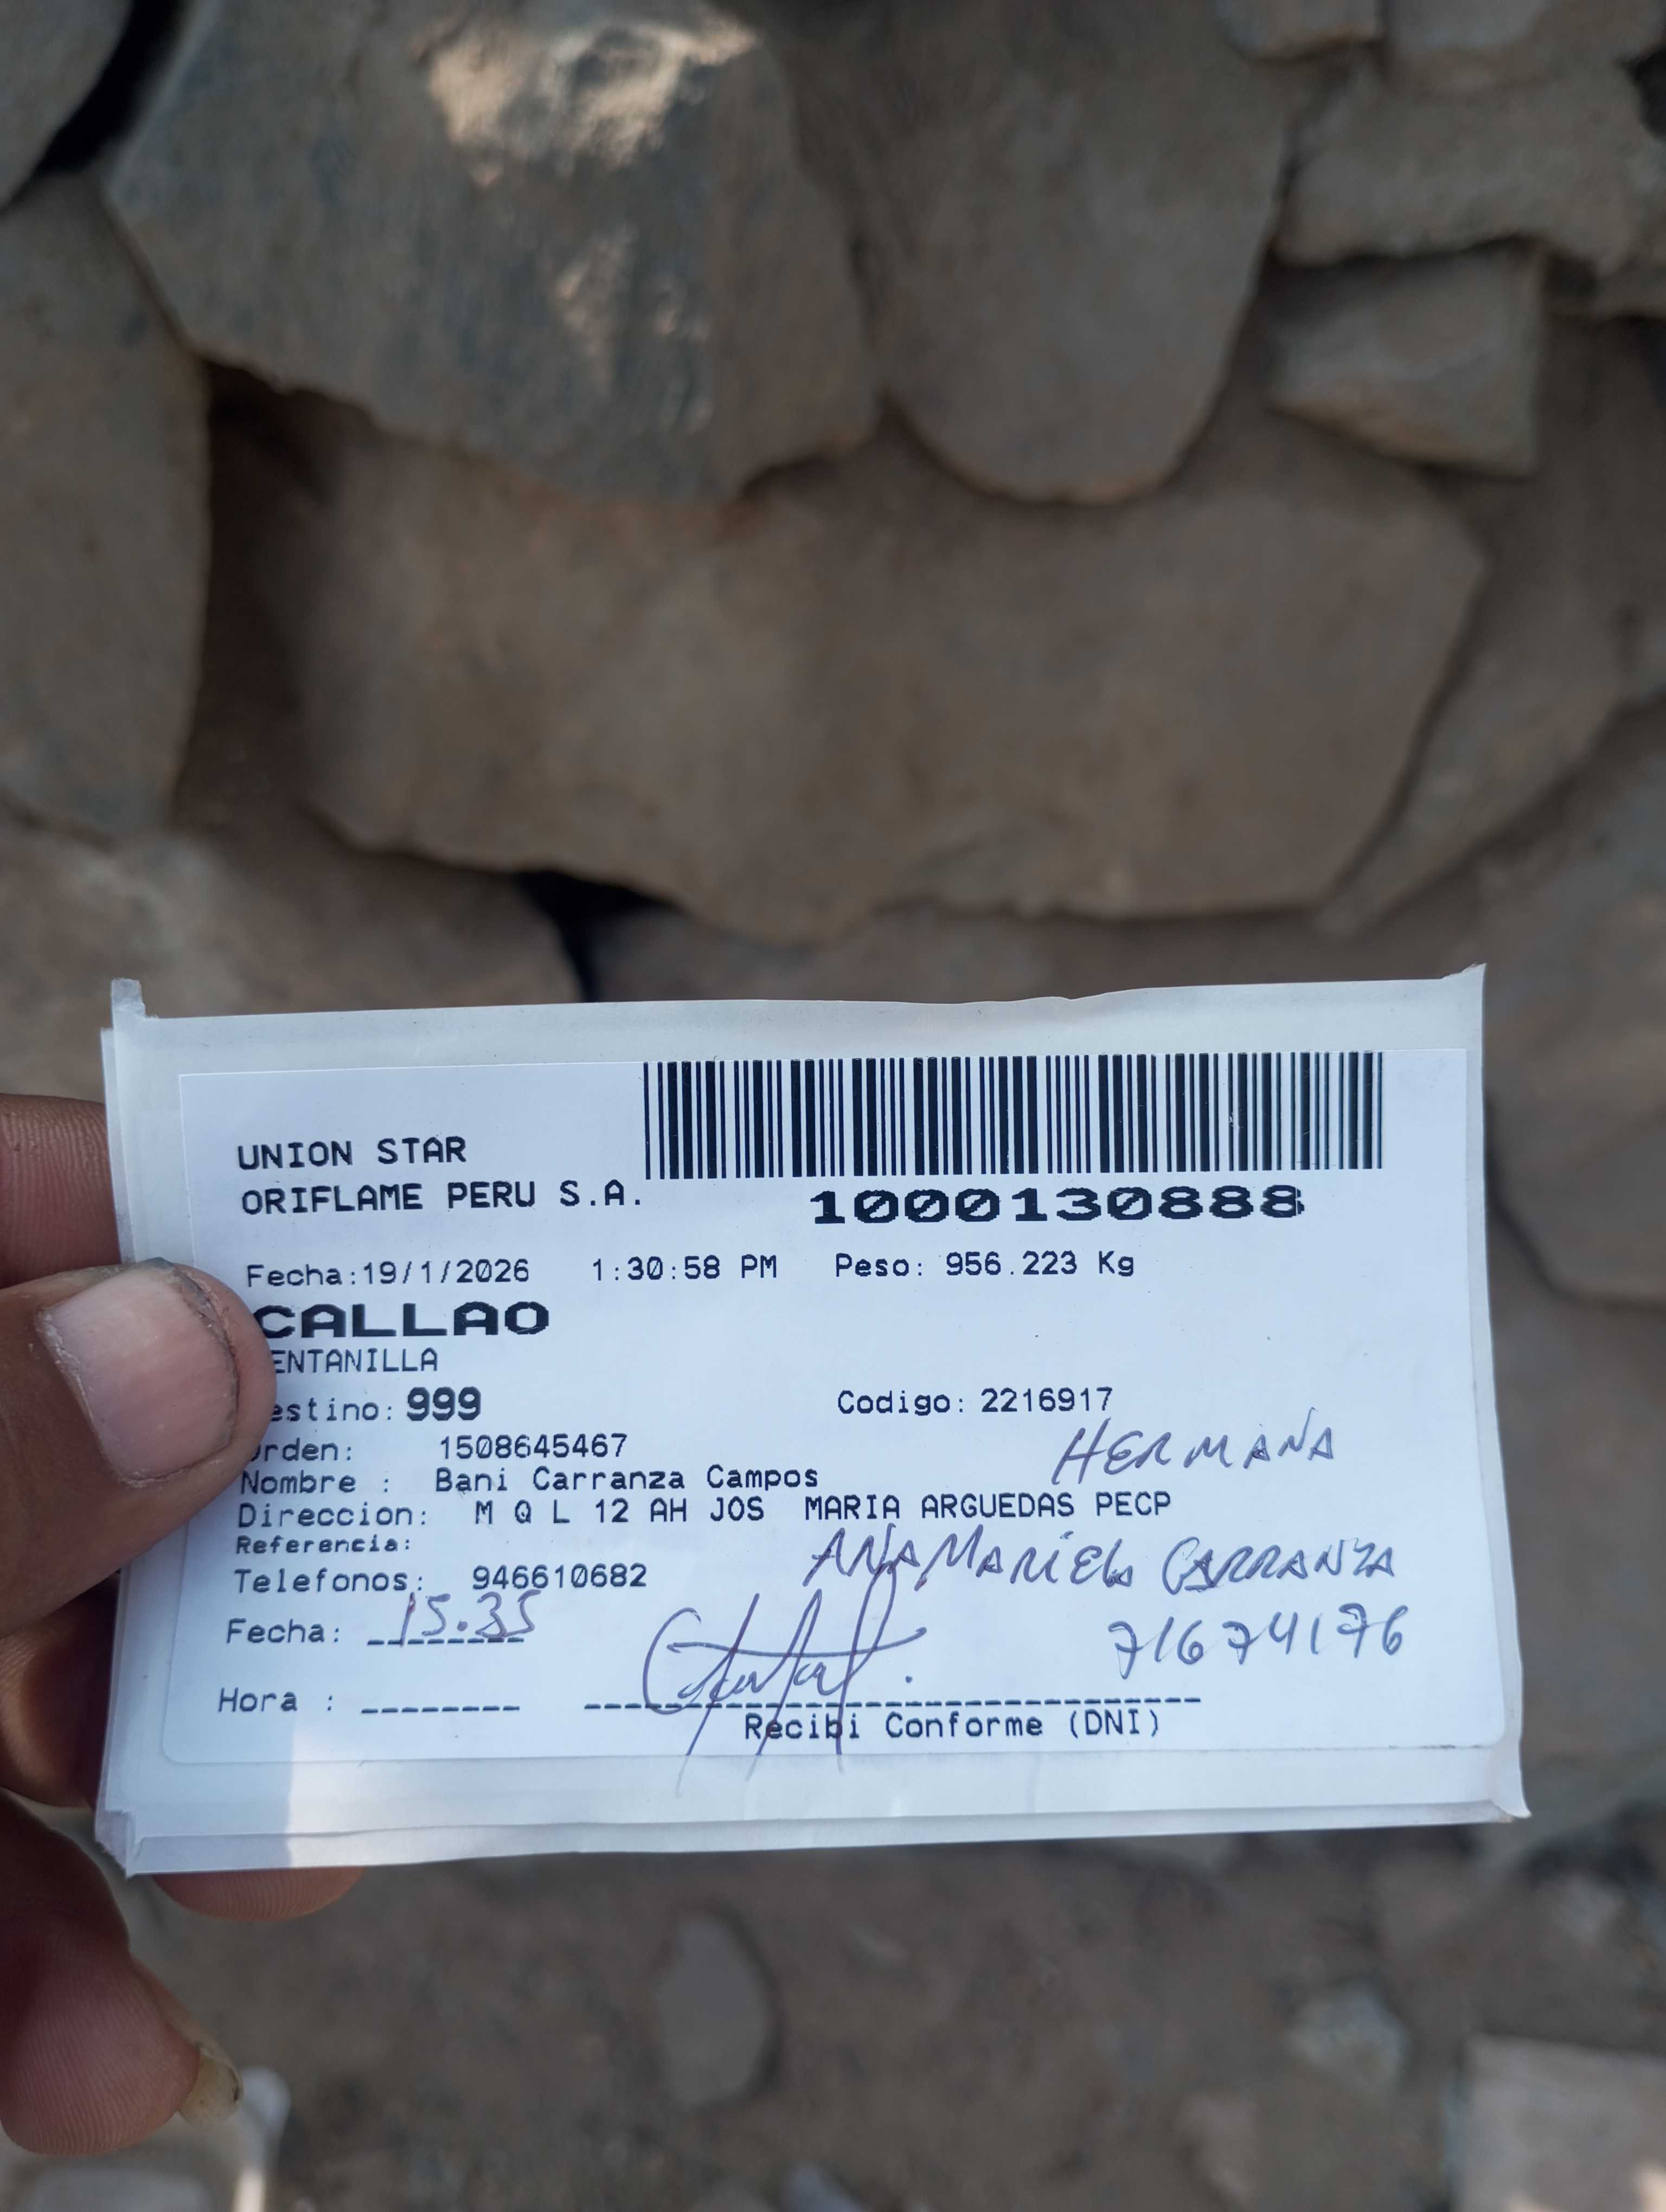 UNION STAR
ORIFLAME PERU S.A.
1000130888
Fecha:19/1/2026 1:30:58 PM Peso: 956.223 Kg
CALLAO
ENTANILLA
estino: 999 Codigo: 2216917
rden: 1508645467
HERMANA
Nombre : Bani Carranza Campos
Direccion: M Q L 12 AH JOS MARIA ARGUEDAS PECP
Referencia:
ANAMARIELA CARRANZA
Telefonos: 946610682
Fecha: 15.35
71674176
Hora :
Recibi Conforme (DNI)